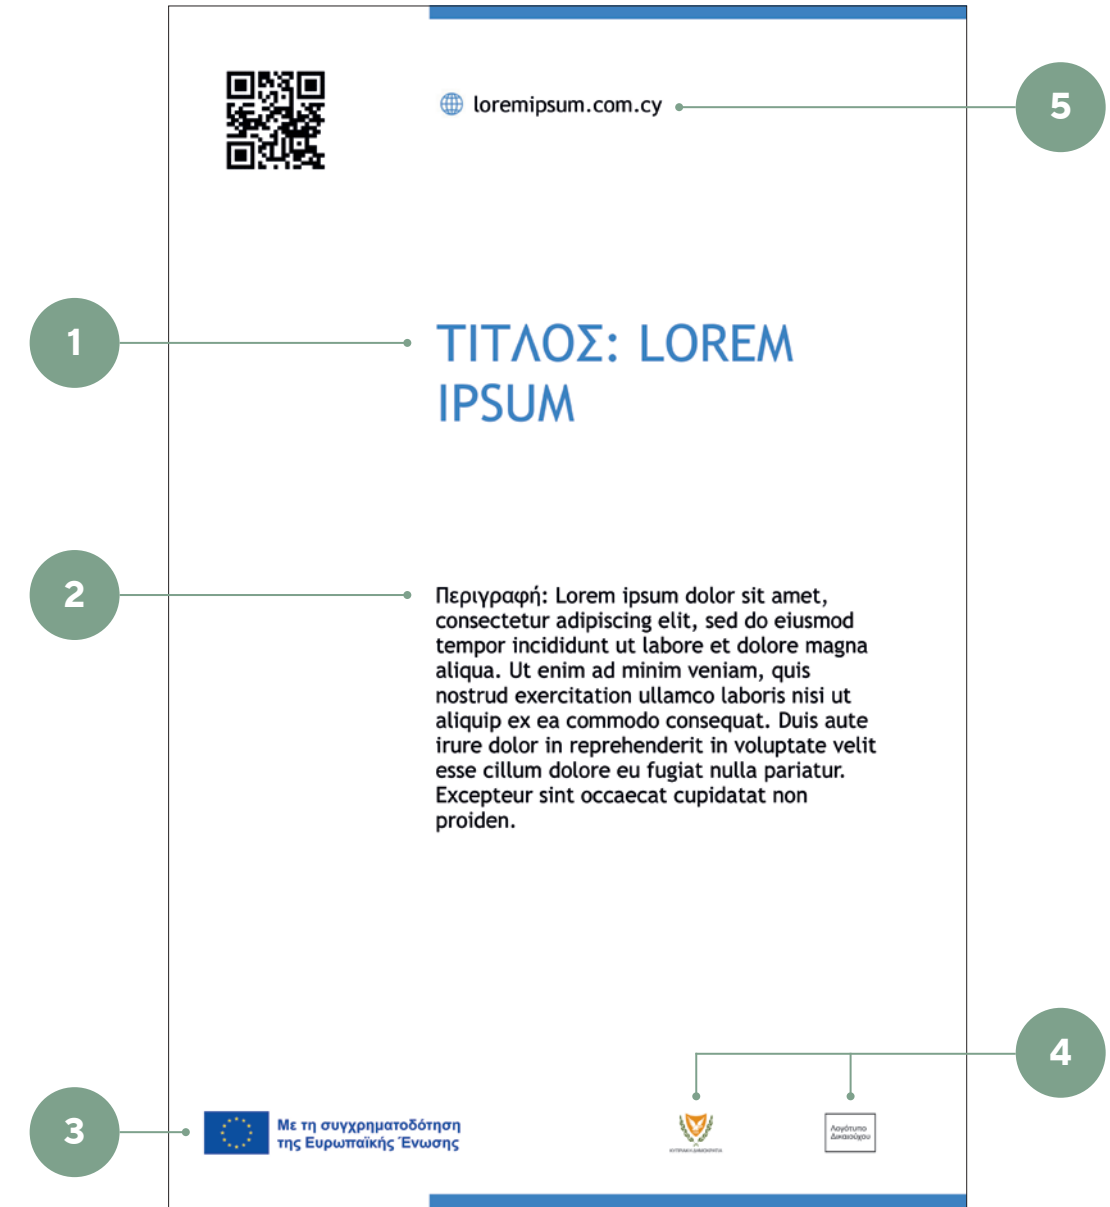 loremipsum.com.cy
5
1
ΤΙΤΛΟΣ: LOREM
IPSUM
2
Περιγραφή: Lorem ipsum dolor sit amet,
consectetur adipiscing elit, sed do eiusmod
tempor incididunt ut labore et dolore magna
aliqua. Ut enim ad minim veniam, quis
nostrud exercitation ullamco laboris nisi ut
aliquip ex ea commodo consequat. Duis aute
irure dolor in reprehenderit in voluptate velit
esse cillum dolore eu fugiat nulla pariatur.
Excepteur sint occaecat cupidatat non
proiden.
4
3
Με τη συγχρηματοδότηση
της Ευρωπαϊκής Ένωσης
ΚΥΠΡΙΑΚΗ ΔΗΜΟΚΡΑΤΙΑ
Λογότυπο
Δικαιούχου